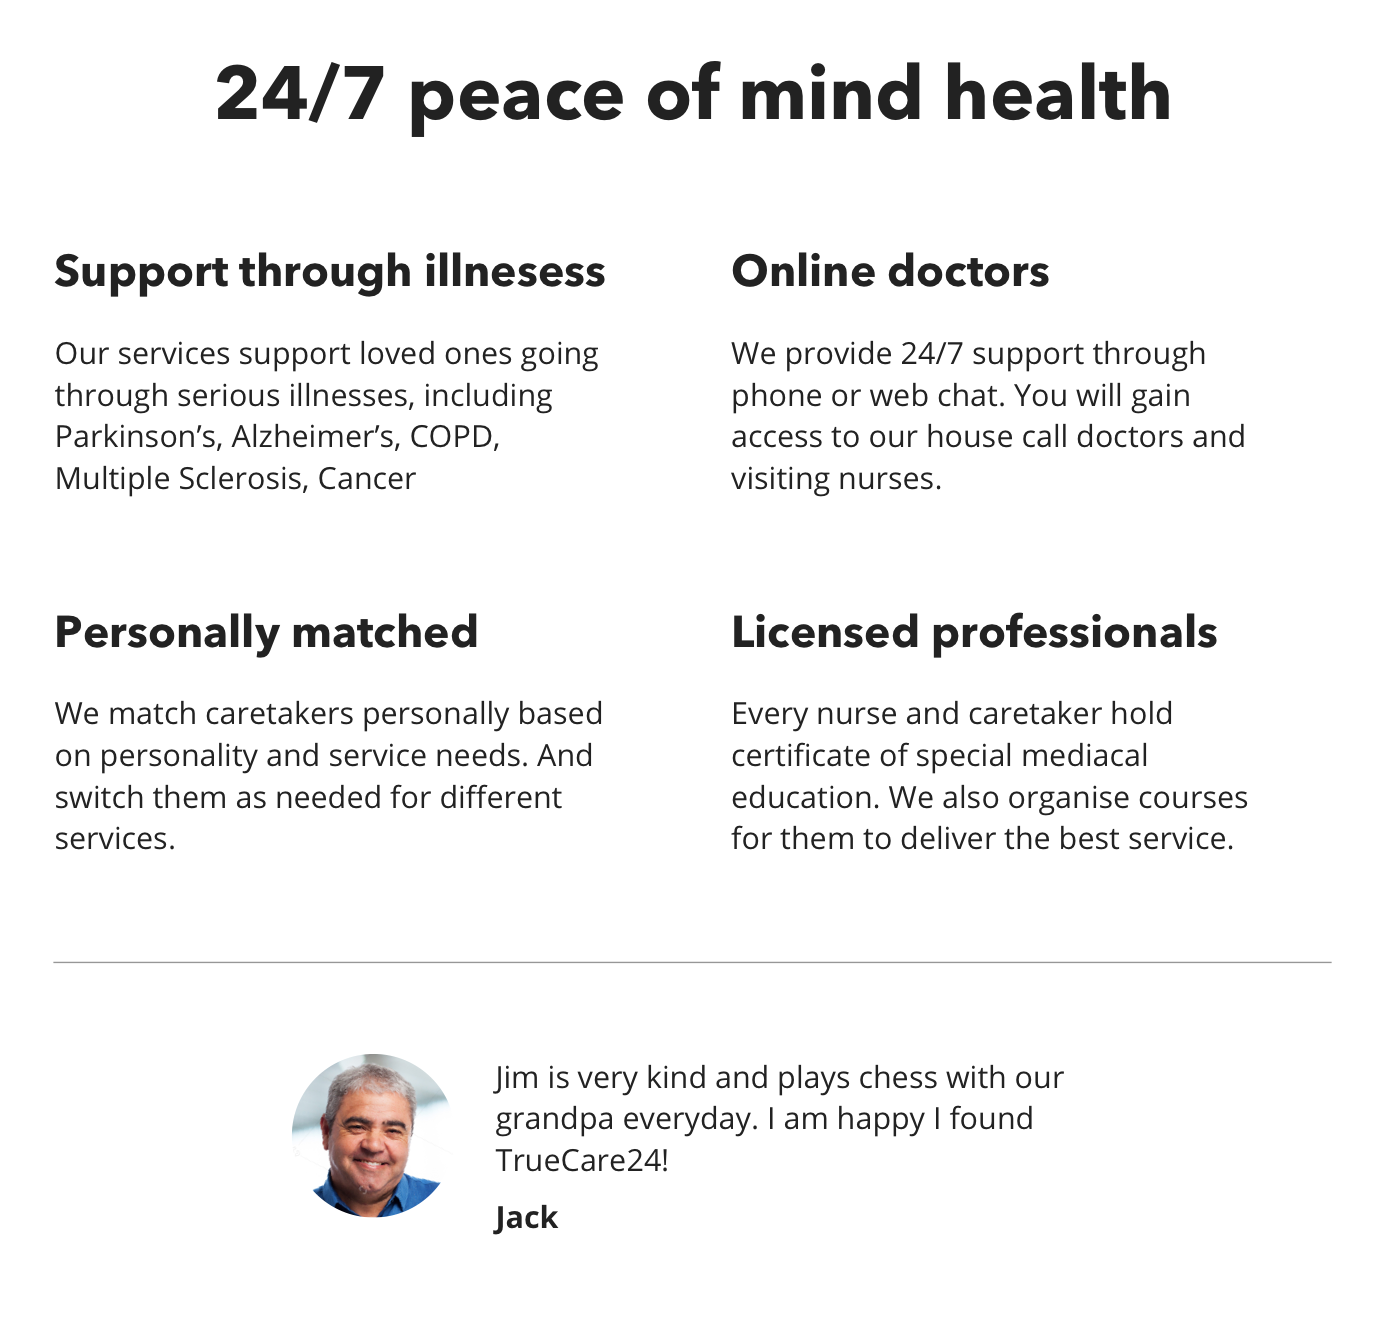 24/7 peace of mind health
Support through illnesess
Our services support loved ones going
through serious illnesses, including
Parkinson’s, Alzheimer’s, COPD,
Multiple Sclerosis, Cancer
Online doctors
We provide 24/7 support through
phone or web chat. You will gain
access to our house call doctors and
visiting nurses.
Personally matched
We match caretakers personally based
on personality and service needs. And
switch them as needed for different
services.
Licensed professionals
Every nurse and caretaker hold
certificate of special mediacal
education. We also organise courses
for them to deliver the best service.
Jim is very kind and plays chess with our
grandpa everyday. I am happy I found
TrueCare24!
Jack